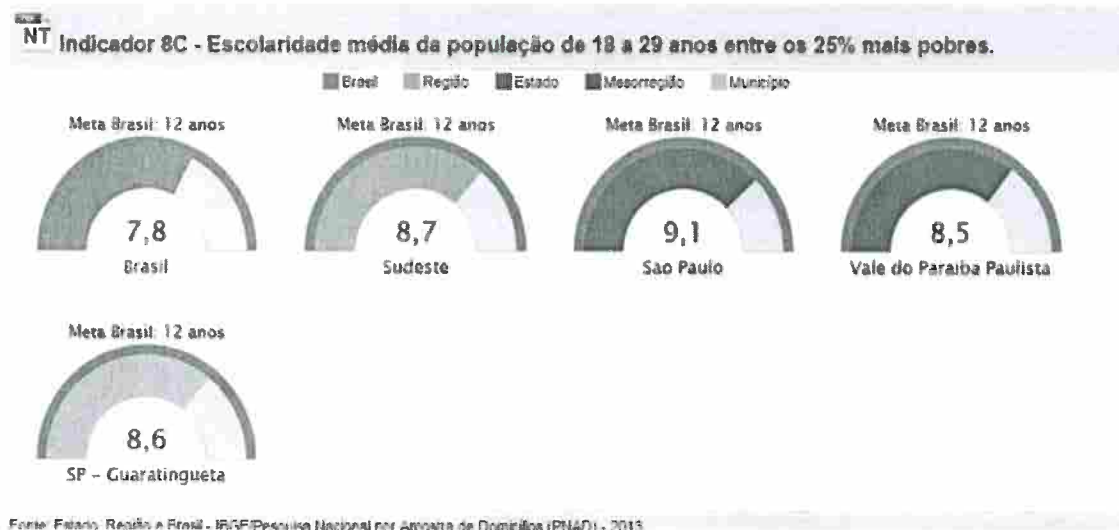 NT Indicador 8C - Escolaridade média da população de 18 a 29 anos entre os 25% mais pobres.
Brasil Região Estado Mesorregião Município
Meta Brasil: 12 anos Meta Brasil: 12 anos Meta Brasil: 12 anos Meta Brasil: 12 anos
7,8 8,7 9,1 8,5
Brasil Sudeste Sao Paulo Vale do Paraiba Paulista
Meta Brasil: 12 anos
8,6
SP - Guaratingueta
Fonte: Estado, Região e Brasil - IBGE/Pesquisa Nacional por Amostra de Domicílios (PNAD) - 2013